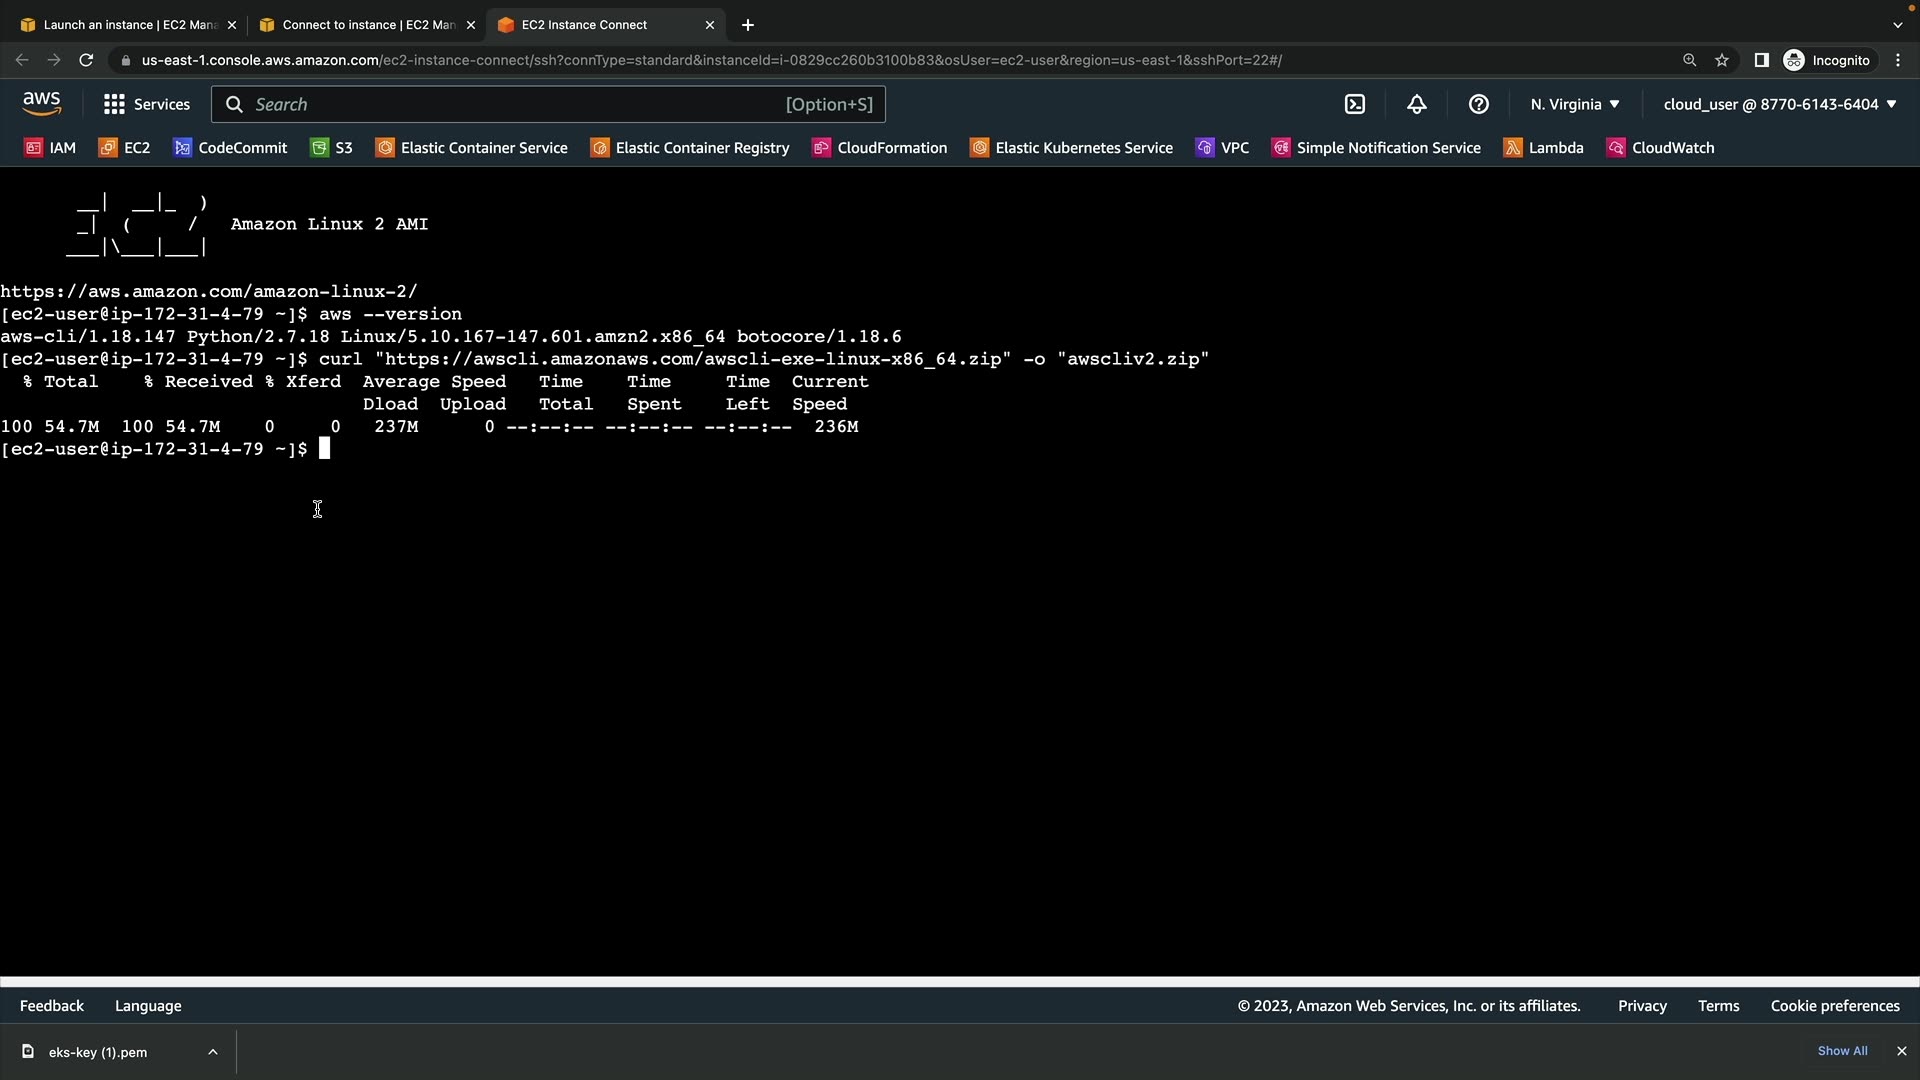 Launch an instance | EC2 Mana
Connect to instance | EC2 Man
EC2 Instance Connect
us-east-1.console.aws.amazon.com/ec2-instance-connect/ssh?connType=standard&instanceId=i-0829cc260b3100b83&osUser=ec2-user&region=us-east-1&sshPort=22#/
Incognito
aws
Services
Search
[Option+S]
N. Virginia
cloud_user @ 8770-6143-6404
IAM
EC2
CodeCommit
S3
Elastic Container Service
Elastic Container Registry
CloudFormation
Elastic Kubernetes Service
VPC
Simple Notification Service
Lambda
CloudWatch
       __|  __|_  )
       _|  (     /   Amazon Linux 2 AMI
      ___|\___|___|
https://aws.amazon.com/amazon-linux-2/
[ec2-user@ip-172-31-4-79 ~]$ aws --version
aws-cli/1.18.147 Python/2.7.18 Linux/5.10.167-147.601.amzn2.x86_64 botocore/1.18.6
[ec2-user@ip-172-31-4-79 ~]$ curl "https://awscli.amazonaws.com/awscli-exe-linux-x86_64.zip" -o "awscliv2.zip"
  % Total    % Received % Xferd  Average Speed   Time    Time     Time  Current
                                 Dload  Upload   Total   Spent    Left  Speed
100 54.7M  100 54.7M    0     0   237M      0 --:--:-- --:--:-- --:--:--  236M
[ec2-user@ip-172-31-4-79 ~]$
Feedback
Language
© 2023, Amazon Web Services, Inc. or its affiliates.
Privacy
Terms
Cookie preferences
eks-key (1).pem
Show All